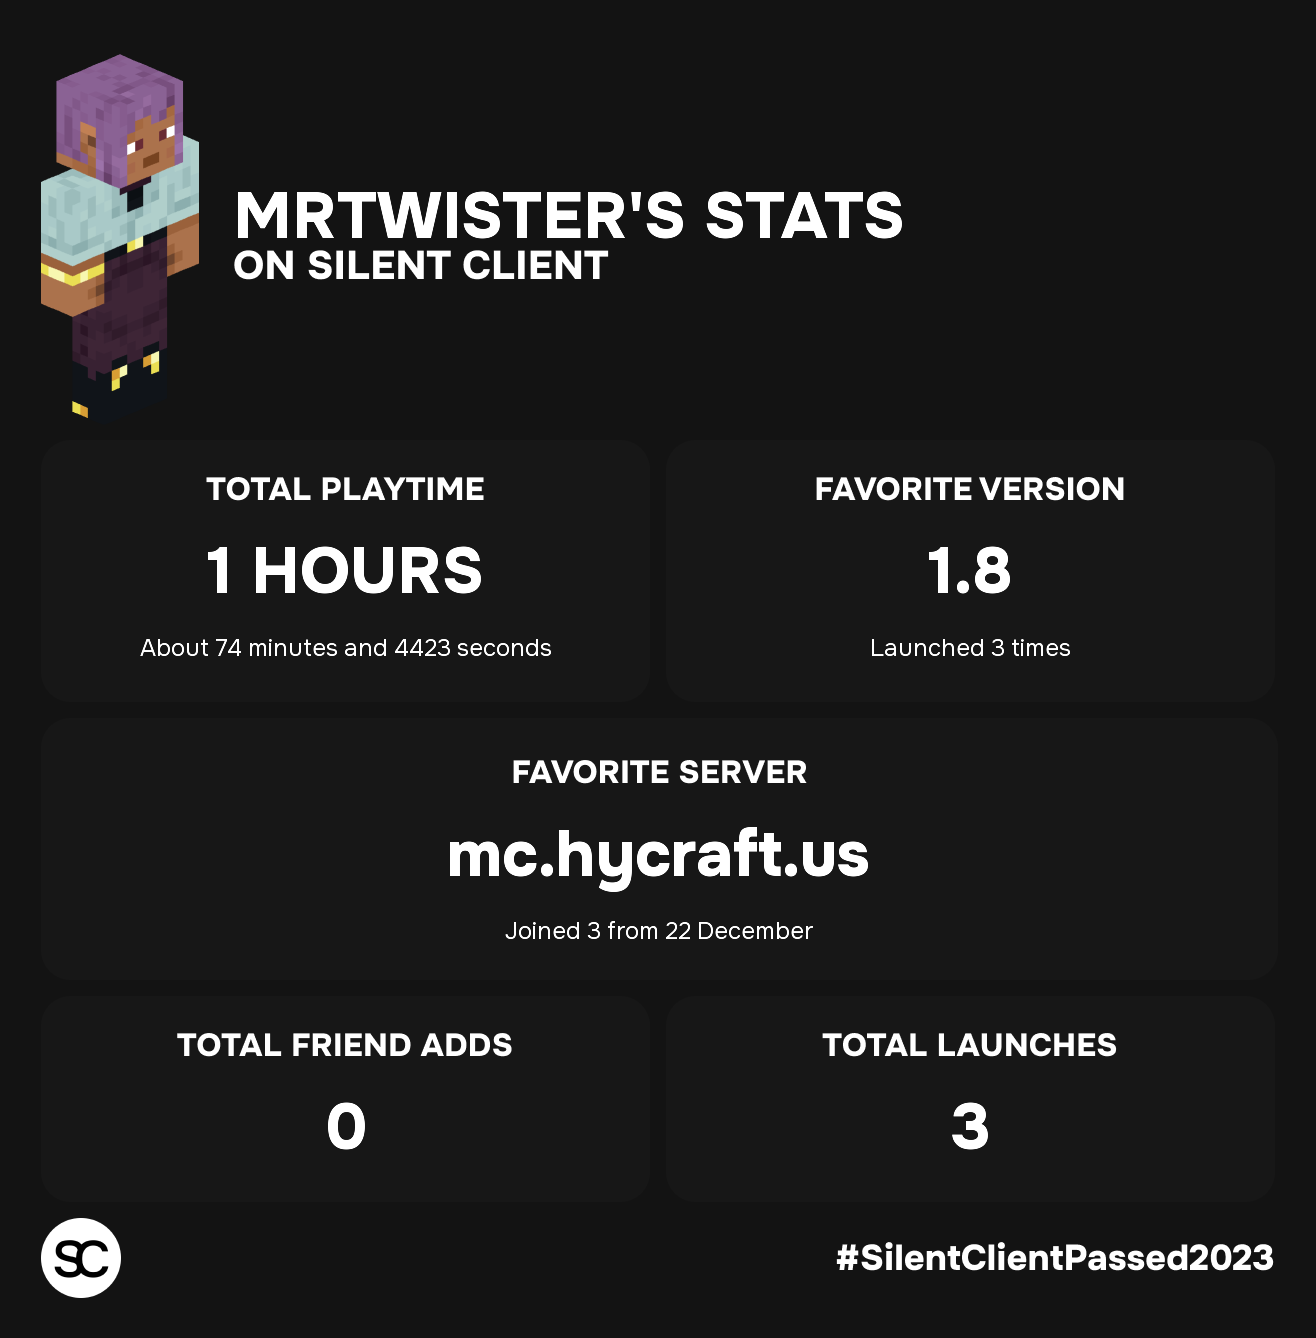 MRTWISTER'S STATS
ON SILENT CLIENT
TOTAL PLAYTIME
1 HOURS
About 74 minutes and 4423 seconds
FAVORITE VERSION
1.8
Launched 3 times
FAVORITE SERVER
mc.hycraft.us
Joined 3 from 22 December
TOTAL FRIEND ADDS
0
TOTAL LAUNCHES
3
SC
#SilentClientPassed2023